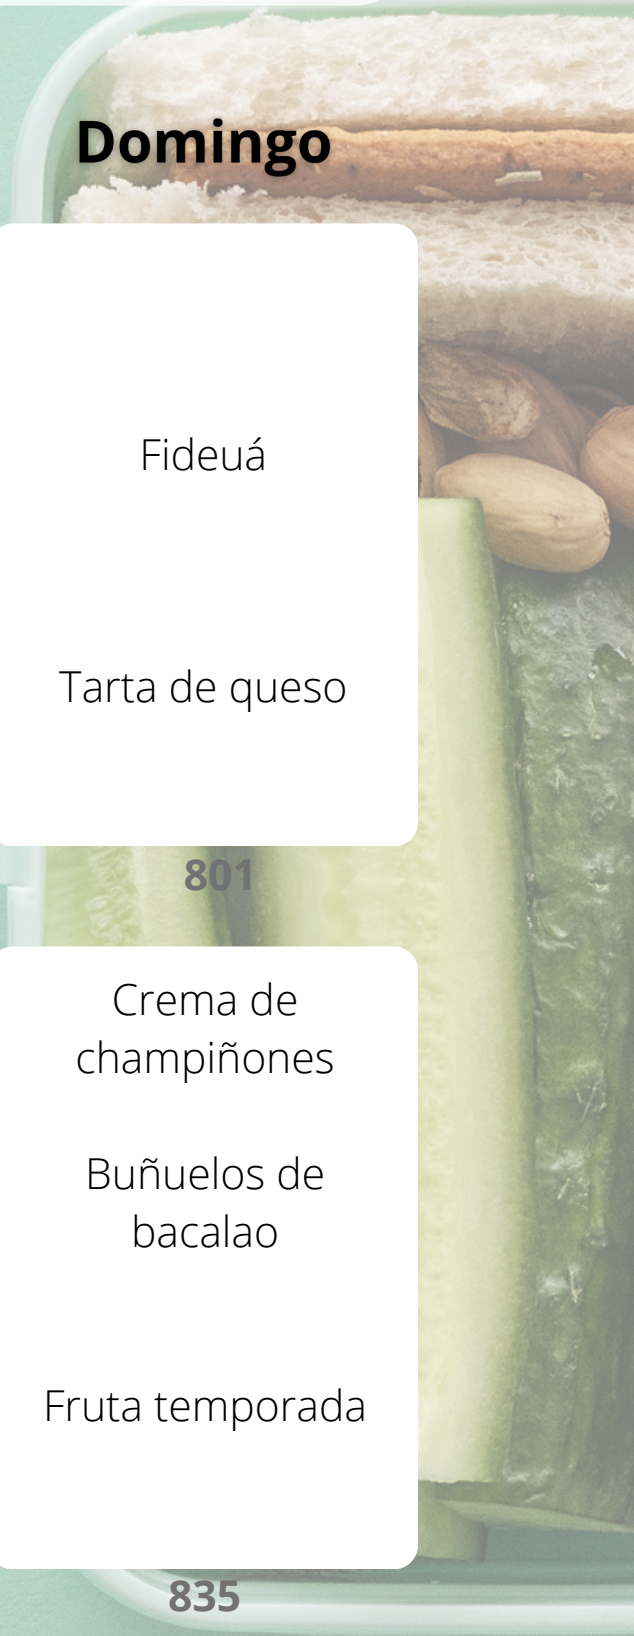 Domingo
Fideuá
Tarta de queso
801
Crema de
champiñones
Buñuelos de
bacalao
Fruta temporada
835